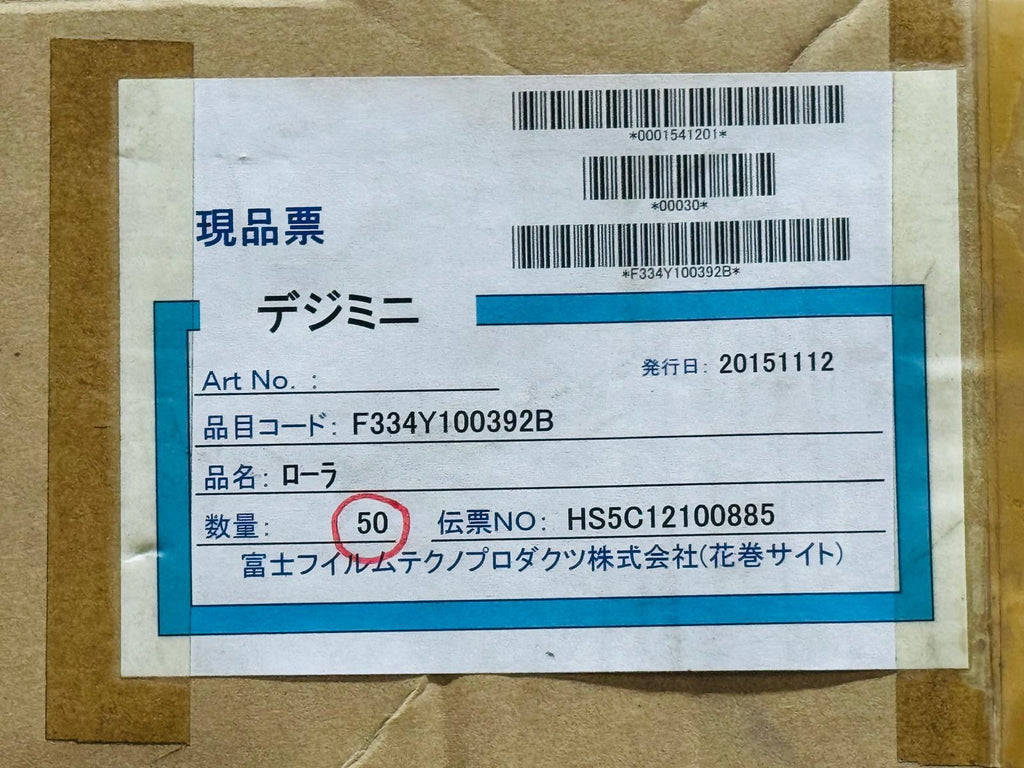 *0001541201*
*00030*
*F334Y100392B*
現品票
デジミニ
発行日: 20151112
Art No. :
品目コード: F334Y100392B
品名: ローラ
数量: 50 伝票NO: HS5C12100885
富士フイルムテクノプロダクツ株式会社(花巻サイト)